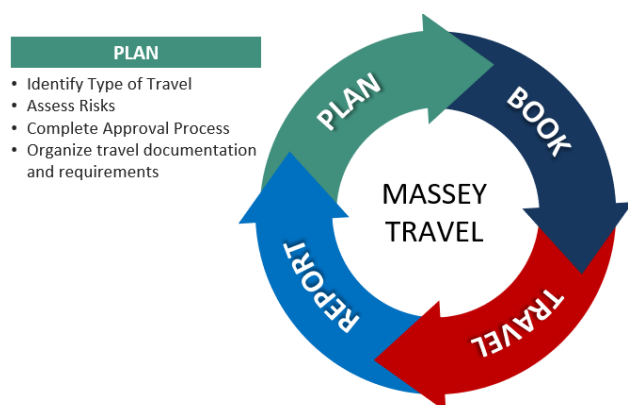 PLAN
• Identify Type of Travel
• Assess Risks
• Complete Approval Process
• Organize travel documentation
and requirements
PLAN
BOOK
MASSEY
TRAVEL
REPORT
TRAVEL